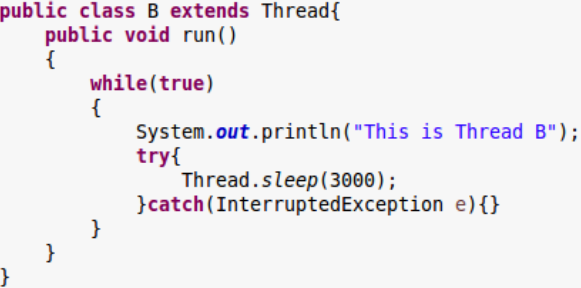 public class B extends Thread{
    public void run()
    {
        while(true)
        {
            System.out.println("This is Thread B");
            try{
                Thread.sleep(3000);
            }catch(InterruptedException e){}
        }
    }
}